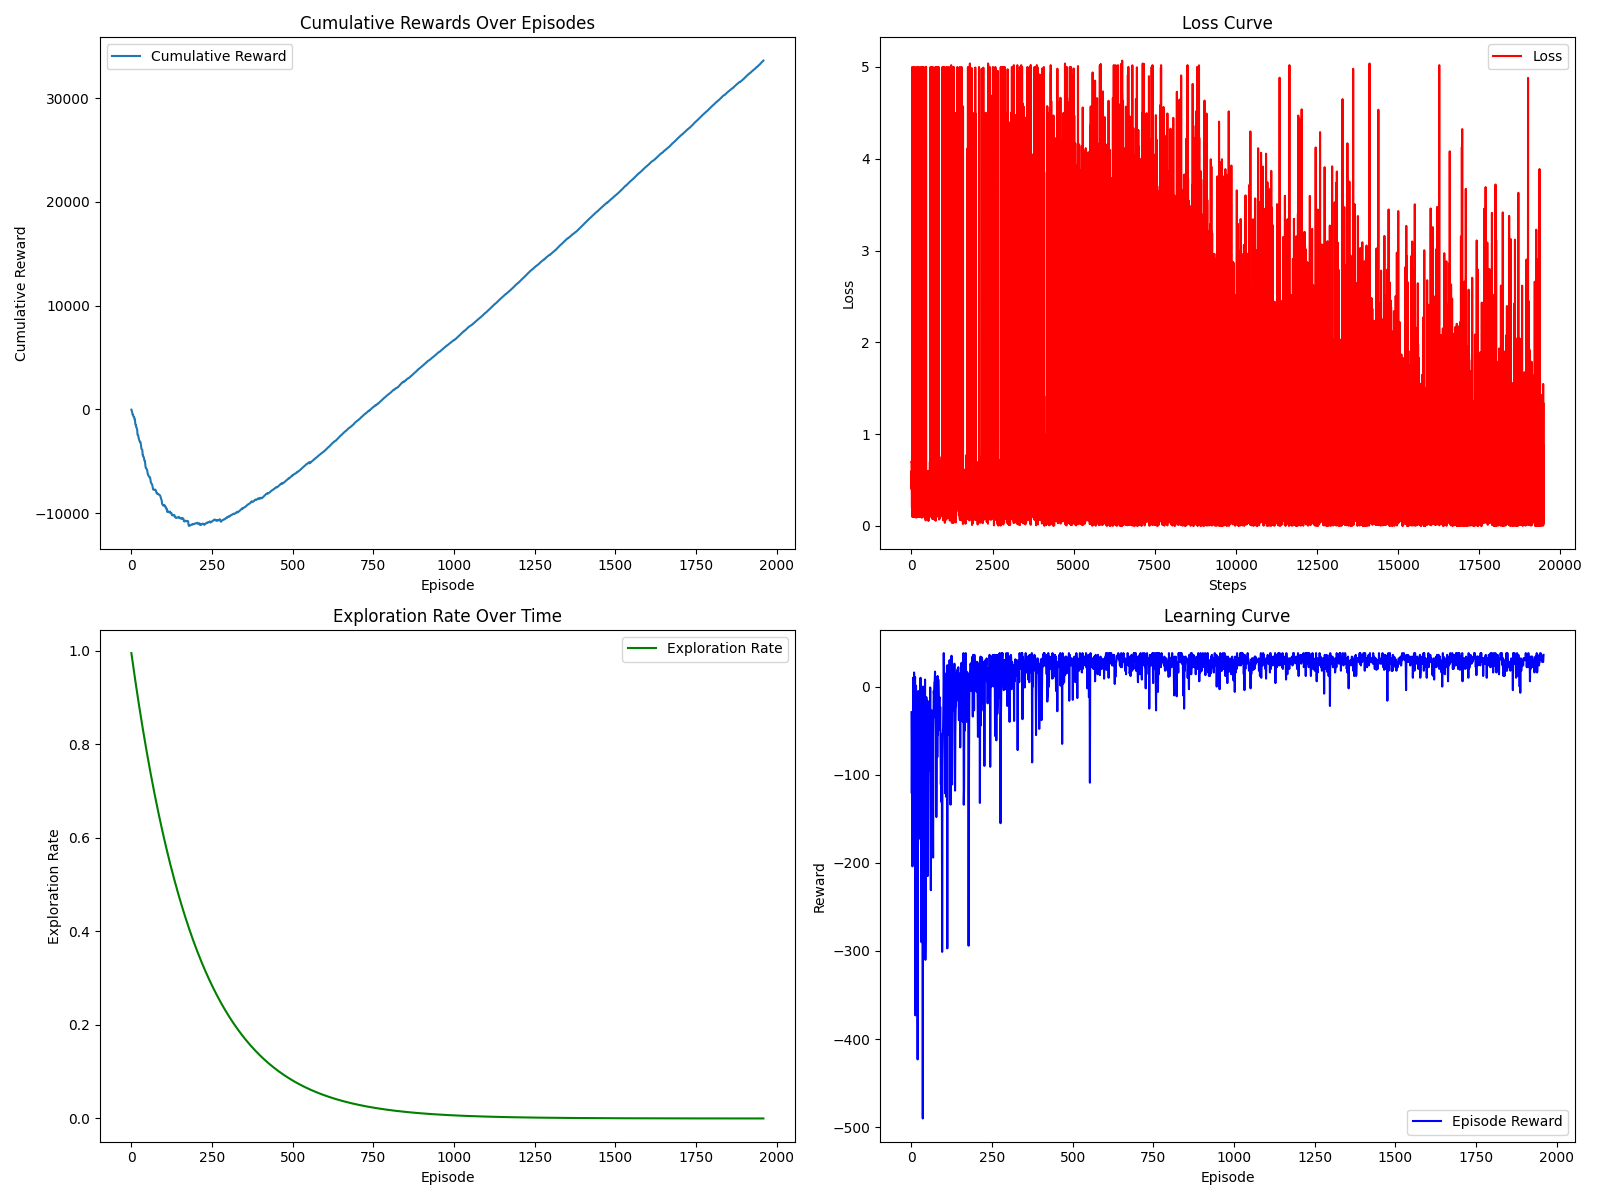 Cumulative Rewards Over Episodes
Cumulative Reward
30000
20000
10000
0
−10000
Cumulative Reward
0 250 500 750 1000 1250 1500 1750 2000
Episode
Loss Curve
Loss
5
4
3
2
1
0
Loss
0 2500 5000 7500 10000 12500 15000 17500 20000
Steps
Exploration Rate Over Time
Exploration Rate
1.0
0.8
0.6
0.4
0.2
0.0
Exploration Rate
0 250 500 750 1000 1250 1500 1750 2000
Episode
Learning Curve
0
−100
−200
−300
−400
−500
Reward
Episode Reward
0 250 500 750 1000 1250 1500 1750 2000
Episode